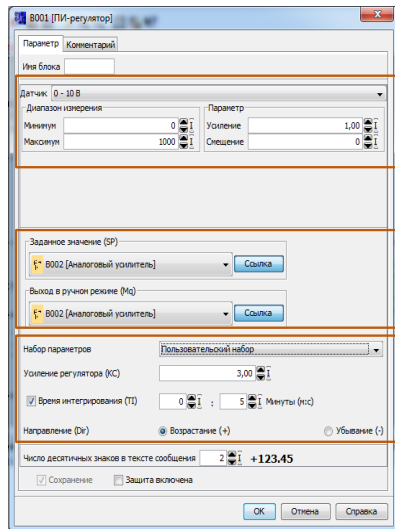 B001 [ПИ-регулятор]
Параметр Комментарий
Имя блока
Датчик 0 - 10 В
Диапазон измерения Параметр
Минимум 0 Усиление 1,00
Максимум 1000 Смещение 0
Заданное значение (SP)
B002 [Аналоговый усилитель] Ссылка
Выход в ручном режиме (Mq)
B002 [Аналоговый усилитель] Ссылка
Набор параметров Пользовательский набор
Усиление регулятора (KC) 3,00
Время интегрирования (TI) 0 : 5 Минуты (м:с)
Направление (Dir) Возрастание (+) Убывание (-)
Число десятичных знаков в тексте сообщения 2 +123.45
Сохранение Защита включена
ОК Отмена Справка